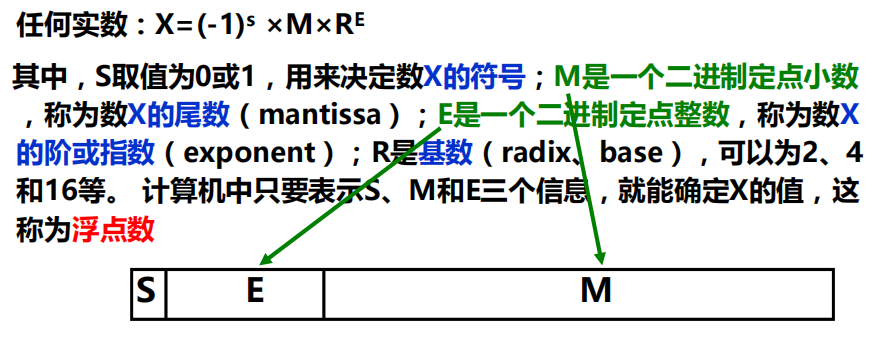 任何实数：X=(-1)ˢ ×M×Rᴱ
其中，S取值为0或1，用来决定数X的符号；M是一个二进制定点小数
，称为数X的尾数（mantissa）；E是一个二进制定点整数，称为数X
的阶或指数（exponent）；R是基数（radix、base），可以为2、4
和16等。 计算机中只要表示S、M和E三个信息，就能确定X的值，这
称为浮点数
S E M